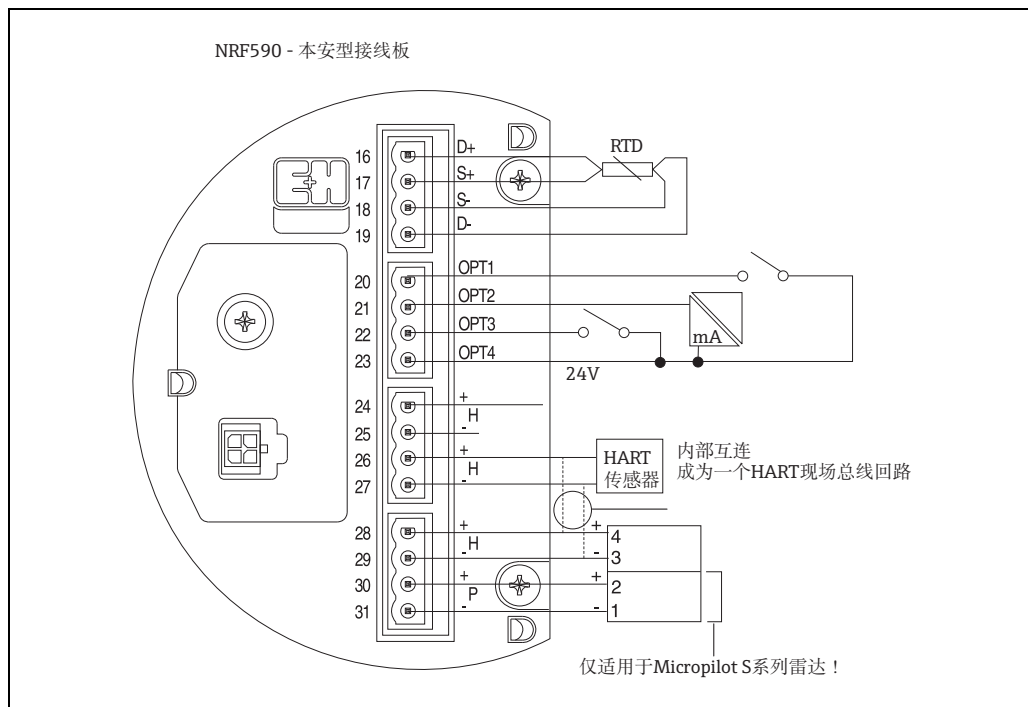 NRF590 - 本安型接线板
E+H
16
17
18
19
D+
S+
S-
D-
RTD
20
21
22
23
OPT1
OPT2
OPT3
OPT4
mA
24V
24
25
26
27
+
H
-
+
H
-
HART
传感器
内部互连
成为一个HART现场总线回路
28
29
30
31
+
H
-
+
P
-
+
-
+
-
4
3
2
1
仅适用于Micropilot S系列雷达！